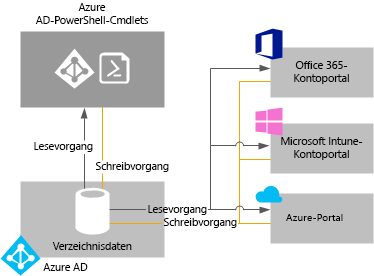 Azure
AD-PowerShell-Cmdlets
Office 365-
Kontoportal
Lesevorgang
Microsoft Intune-
Kontoportal
Schreibvorgang
Lesevorgang
Schreibvorgang
Azure-Portal
Verzeichnisdaten
Azure AD